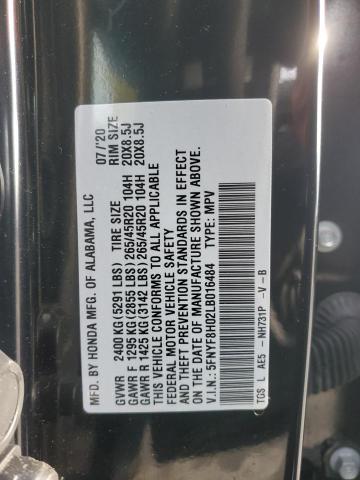 MFD. BY HONDA MFG. OF ALABAMA, LLC 07/'20
GVWR 2400 KG(5291 LBS) TIRE SIZE RIM SIZE
GAWR F 1295 KG (2855 LBS) 265/45R20 104H 20X8.5J
GAWR R 1425 KG(3142 LBS) 265/45R20 104H 20X8.5J
THIS VEHICLE CONFORMS TO ALL APPLICABLE
FEDERAL MOTOR VEHICLE SAFETY
AND THEFT PREVENTION STANDARDS IN EFFECT
ON THE DATE OF MANUFACTURE SHOWN ABOVE.
V.I.N.: 5FNYF8H02LB016484 TYPE: MPV
TGS L AE5 - NH731P -V -B